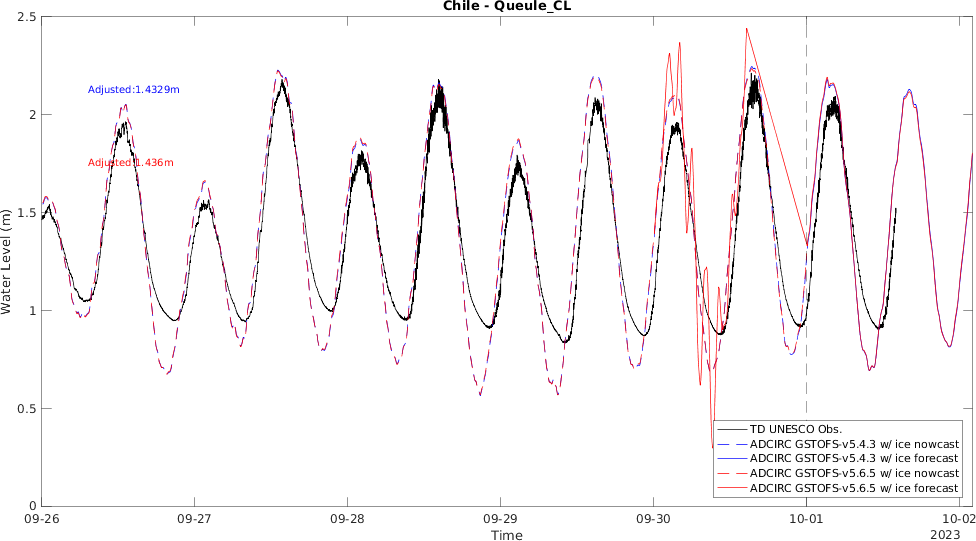 Chile - Queule_CL
Water Level (m)
2.5
2
1.5
1
0.5
0
Adjusted:1.4329m
Adjusted:1.436m
TD UNESCO Obs.
ADCIRC GSTOFS-v5.4.3 w/ ice nowcast
ADCIRC GSTOFS-v5.4.3 w/ ice forecast
ADCIRC GSTOFS-v5.6.5 w/ ice nowcast
ADCIRC GSTOFS-v5.6.5 w/ ice forecast
09-26 09-27 09-28 09-29 09-30 10-01 10-02
Time 2023